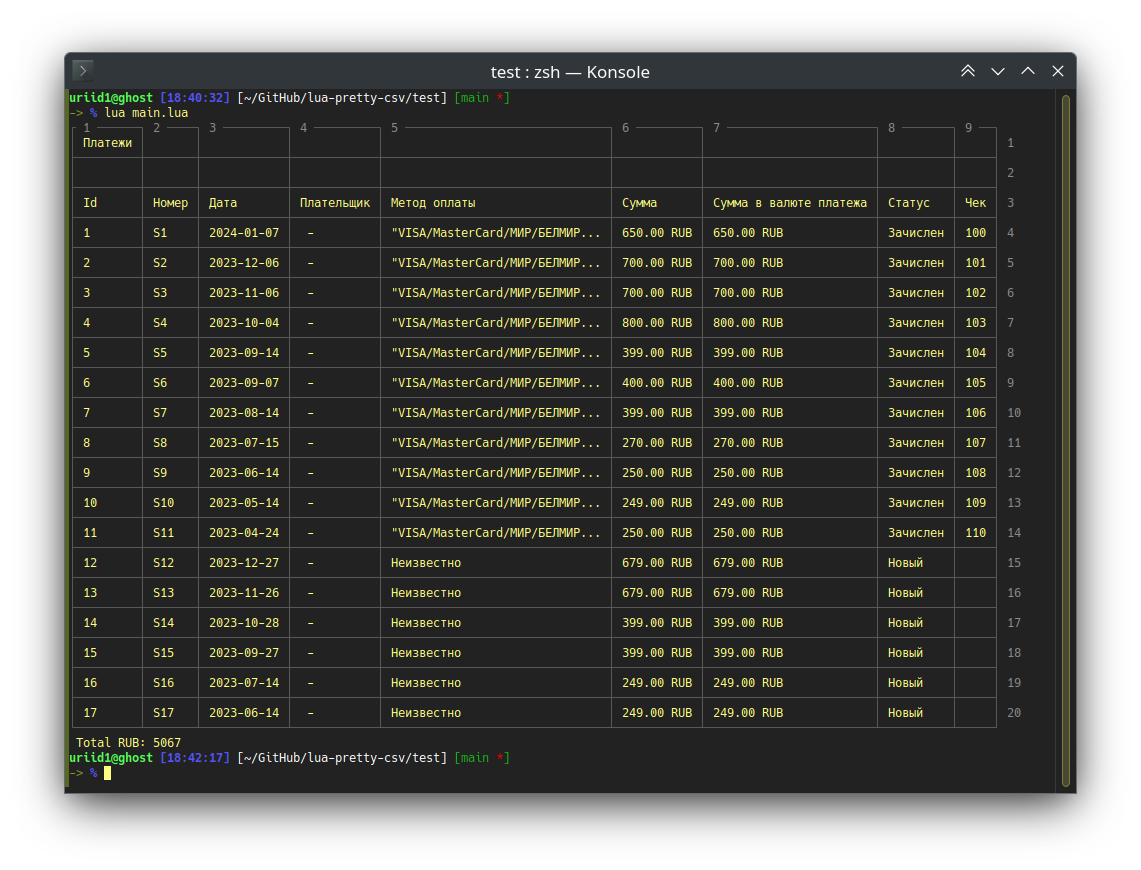 test : zsh — Konsole
uriid1@ghost [18:40:32] [~/GitHub/lua-pretty-csv/test] [main *]
-> % lua main.lua
1 2 3 4 5 6 7 8 9
Платежи 1
2
Id Номер Дата Плательщик Метод оплаты Сумма Сумма в валюте платежа Статус Чек 3
1 S1 2024-01-07 – "VISA/MasterCard/МИР/БЕЛМИР... 650.00 RUB 650.00 RUB Зачислен 100 4
2 S2 2023-12-06 – "VISA/MasterCard/МИР/БЕЛМИР... 700.00 RUB 700.00 RUB Зачислен 101 5
3 S3 2023-11-06 – "VISA/MasterCard/МИР/БЕЛМИР... 700.00 RUB 700.00 RUB Зачислен 102 6
4 S4 2023-10-04 – "VISA/MasterCard/МИР/БЕЛМИР... 800.00 RUB 800.00 RUB Зачислен 103 7
5 S5 2023-09-14 – "VISA/MasterCard/МИР/БЕЛМИР... 399.00 RUB 399.00 RUB Зачислен 104 8
6 S6 2023-09-07 – "VISA/MasterCard/МИР/БЕЛМИР... 400.00 RUB 400.00 RUB Зачислен 105 9
7 S7 2023-08-14 – "VISA/MasterCard/МИР/БЕЛМИР... 399.00 RUB 399.00 RUB Зачислен 106 10
8 S8 2023-07-15 – "VISA/MasterCard/МИР/БЕЛМИР... 270.00 RUB 270.00 RUB Зачислен 107 11
9 S9 2023-06-14 – "VISA/MasterCard/МИР/БЕЛМИР... 250.00 RUB 250.00 RUB Зачислен 108 12
10 S10 2023-05-14 – "VISA/MasterCard/МИР/БЕЛМИР... 249.00 RUB 249.00 RUB Зачислен 109 13
11 S11 2023-04-24 – "VISA/MasterCard/МИР/БЕЛМИР... 250.00 RUB 250.00 RUB Зачислен 110 14
12 S12 2023-12-27 – Неизвестно 679.00 RUB 679.00 RUB Новый 15
13 S13 2023-11-26 – Неизвестно 679.00 RUB 679.00 RUB Новый 16
14 S14 2023-10-28 – Неизвестно 399.00 RUB 399.00 RUB Новый 17
15 S15 2023-09-27 – Неизвестно 399.00 RUB 399.00 RUB Новый 18
16 S16 2023-07-14 – Неизвестно 249.00 RUB 249.00 RUB Новый 19
17 S17 2023-06-14 – Неизвестно 249.00 RUB 249.00 RUB Новый 20
Total RUB: 5067
uriid1@ghost [18:42:17] [~/GitHub/lua-pretty-csv/test] [main *]
-> %